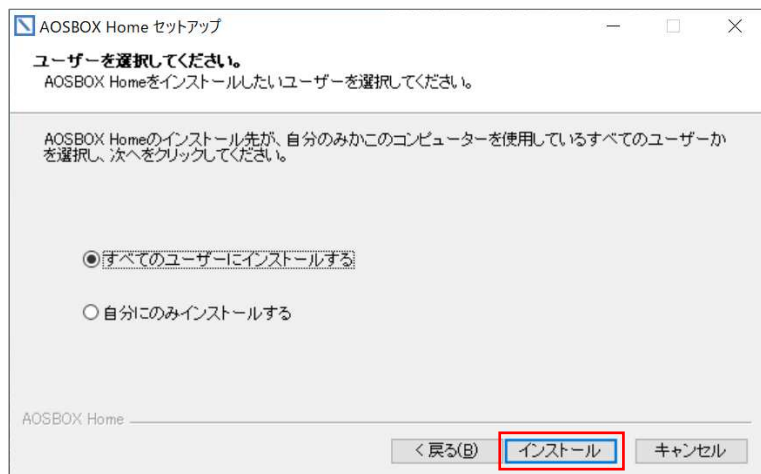 AOSBOX Home セットアップ
ユーザーを選択してください。
AOSBOX Homeをインストールしたいユーザーを選択してください。
AOSBOX Homeのインストール先が、自分のみかこのコンピューターを使用しているすべてのユーザーか
を選択し、次へをクリックしてください。
すべてのユーザーにインストールする
自分にのみインストールする
AOSBOX Home
< 戻る(B) インストール キャンセル